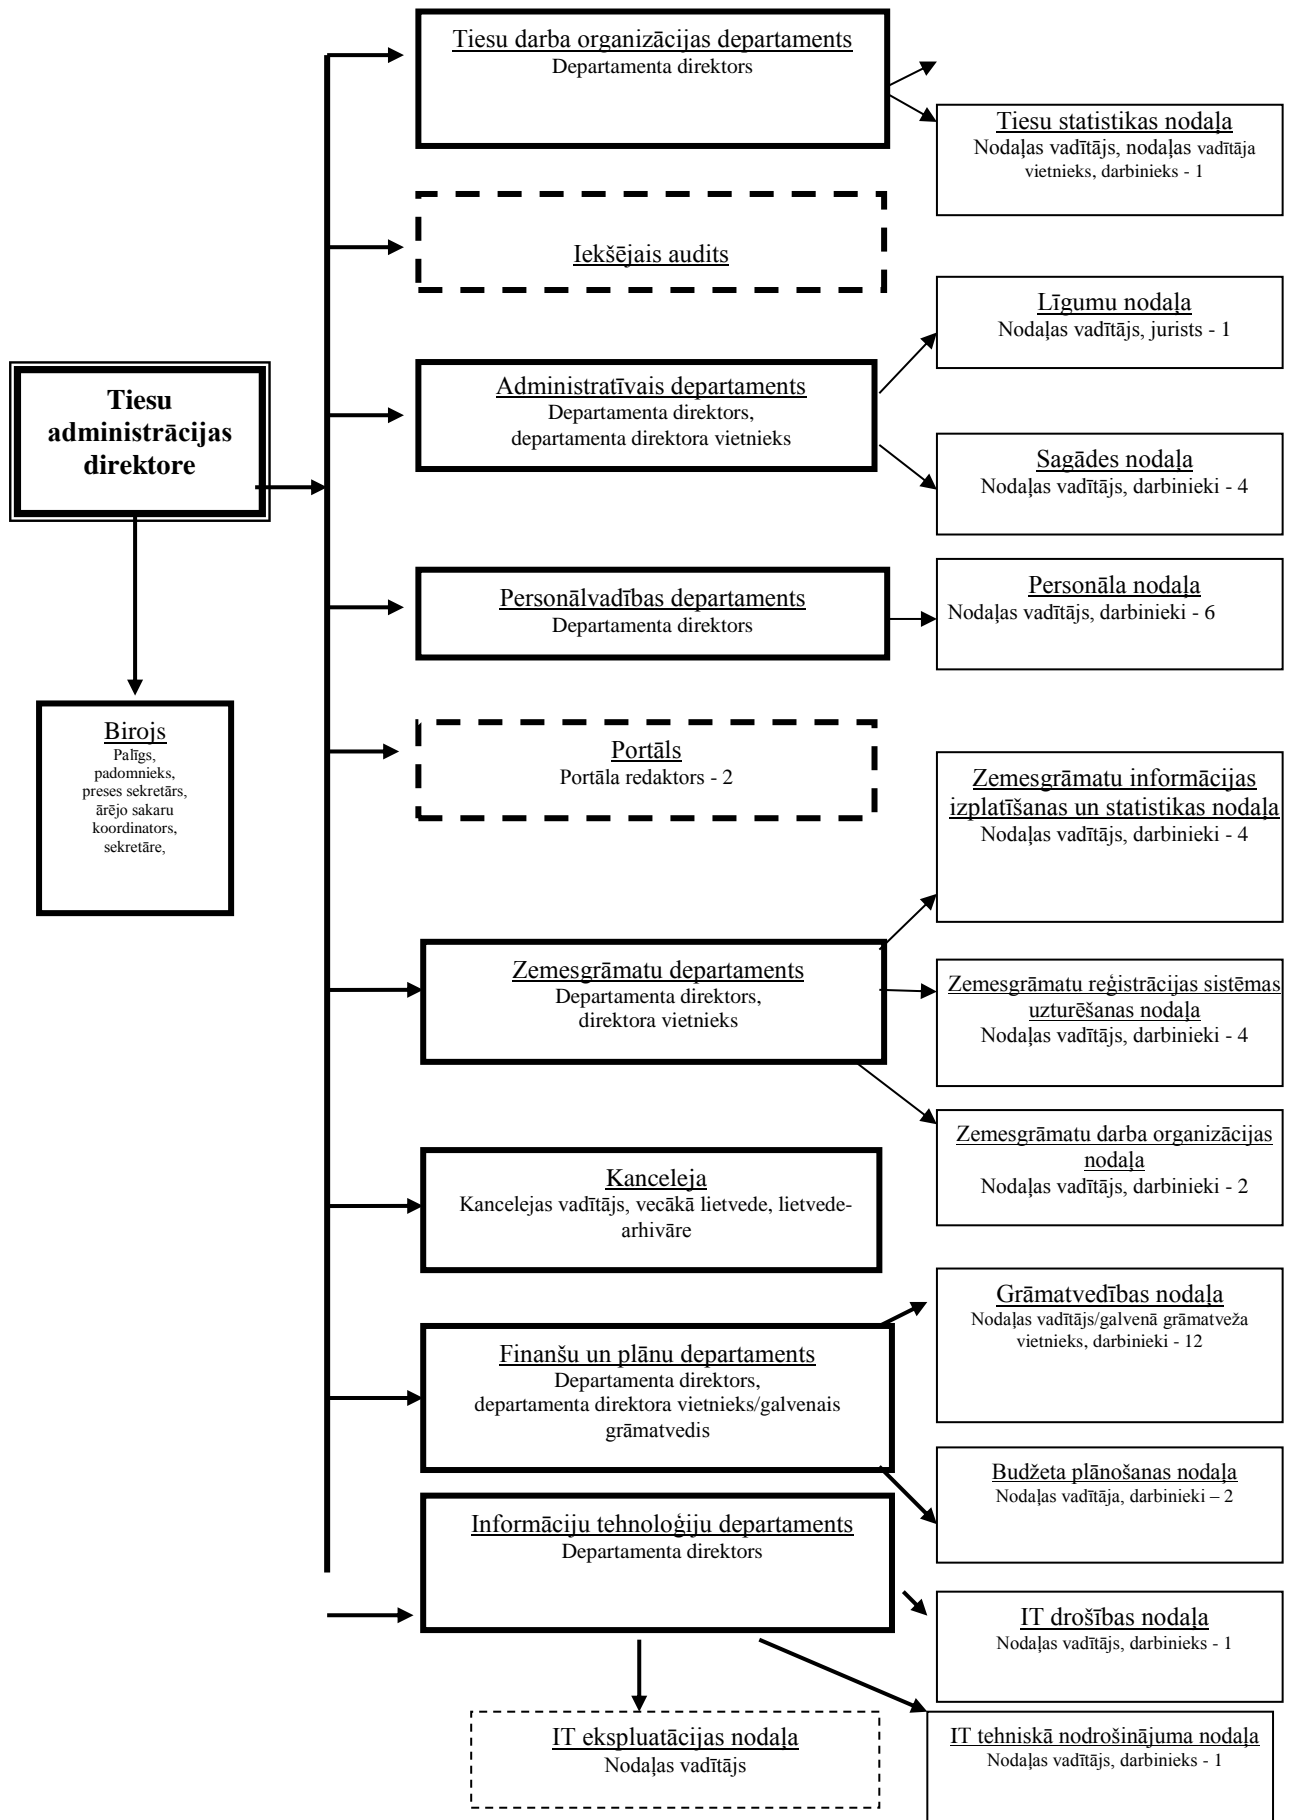 Tiesu darba organizācijas departaments
Departamenta direktors
Tiesu statistikas nodaļa
Nodaļas vadītājs, nodaļas vadītāja
vietnieks, darbinieks - 1
Iekšējais audits
Līgumu nodaļa
Nodaļas vadītājs, jurists - 1
Tiesu
administrācijas
direktore
Administratīvais departaments
Departamenta direktors,
departamenta direktora vietnieks
Sagādes nodaļa
Nodaļas vadītājs, darbinieki - 4
Personālvadības departaments
Departamenta direktors
Personāla nodaļa
Nodaļas vadītājs, darbinieki - 6
Birojs
Palīgs,
padomnieks,
preses sekretārs,
ārējo sakaru
koordinators,
sekretāre,
Portāls
Portāla redaktors - 2
Zemesgrāmatu informācijas
izplatīšanas un statistikas nodaļa
Nodaļas vadītājs, darbinieki - 4
Zemesgrāmatu departaments
Departamenta direktors,
direktora vietnieks
Zemesgrāmatu reģistrācijas sistēmas
uzturēšanas nodaļa
Nodaļas vadītājs, darbinieki - 4
Zemesgrāmatu darba organizācijas
nodaļa
Nodaļas vadītājs, darbinieki - 2
Kanceleja
Kancelejas vadītājs, vecākā lietvede, lietvede-
arhivāre
Grāmatvedības nodaļa
Nodaļas vadītājs/galvenā grāmatveža
vietnieks, darbinieki - 12
Finanšu un plānu departaments
Departamenta direktors,
departamenta direktora vietnieks/galvenais
grāmatvedis
Budžeta plānošanas nodaļa
Nodaļas vadītāja, darbinieki – 2
Informāciju tehnoloģiju departaments
Departamenta direktors
IT drošības nodaļa
Nodaļas vadītājs, darbinieks - 1
IT ekspluatācijas nodaļa
Nodaļas vadītājs
IT tehniskā nodrošinājuma nodaļa
Nodaļas vadītājs, darbinieks - 1